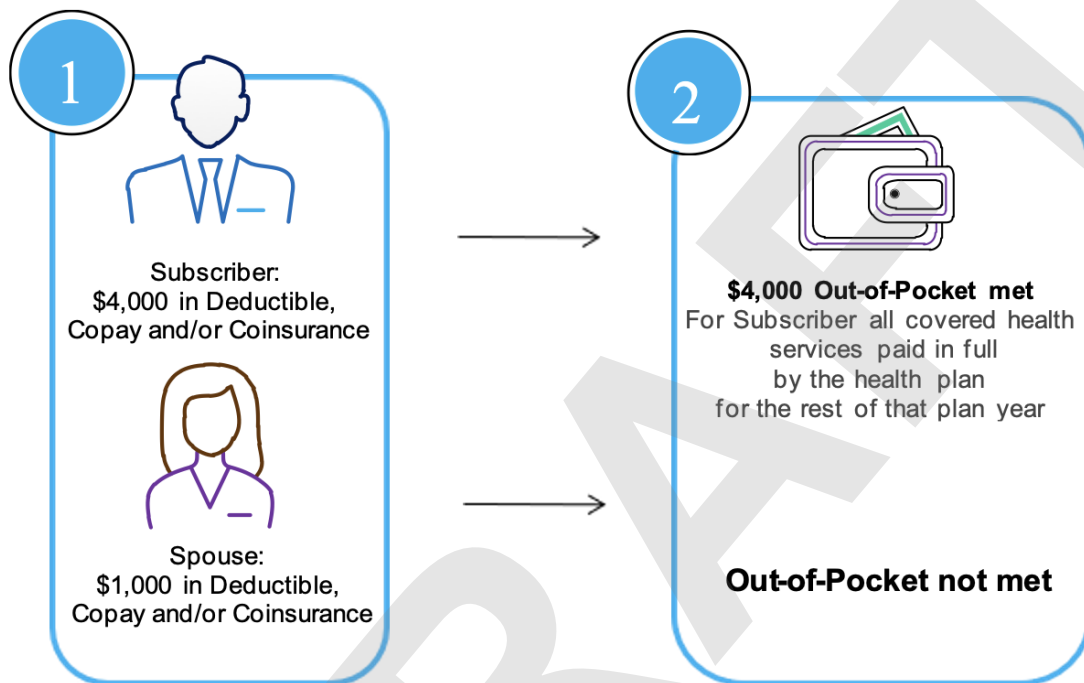 1
Subscriber:
$4,000 in Deductible,
Copay and/or Coinsurance
Spouse:
$1,000 in Deductible,
Copay and/or Coinsurance
2
$4,000 Out-of-Pocket met
For Subscriber all covered health
services paid in full
by the health plan
for the rest of that plan year
Out-of-Pocket not met